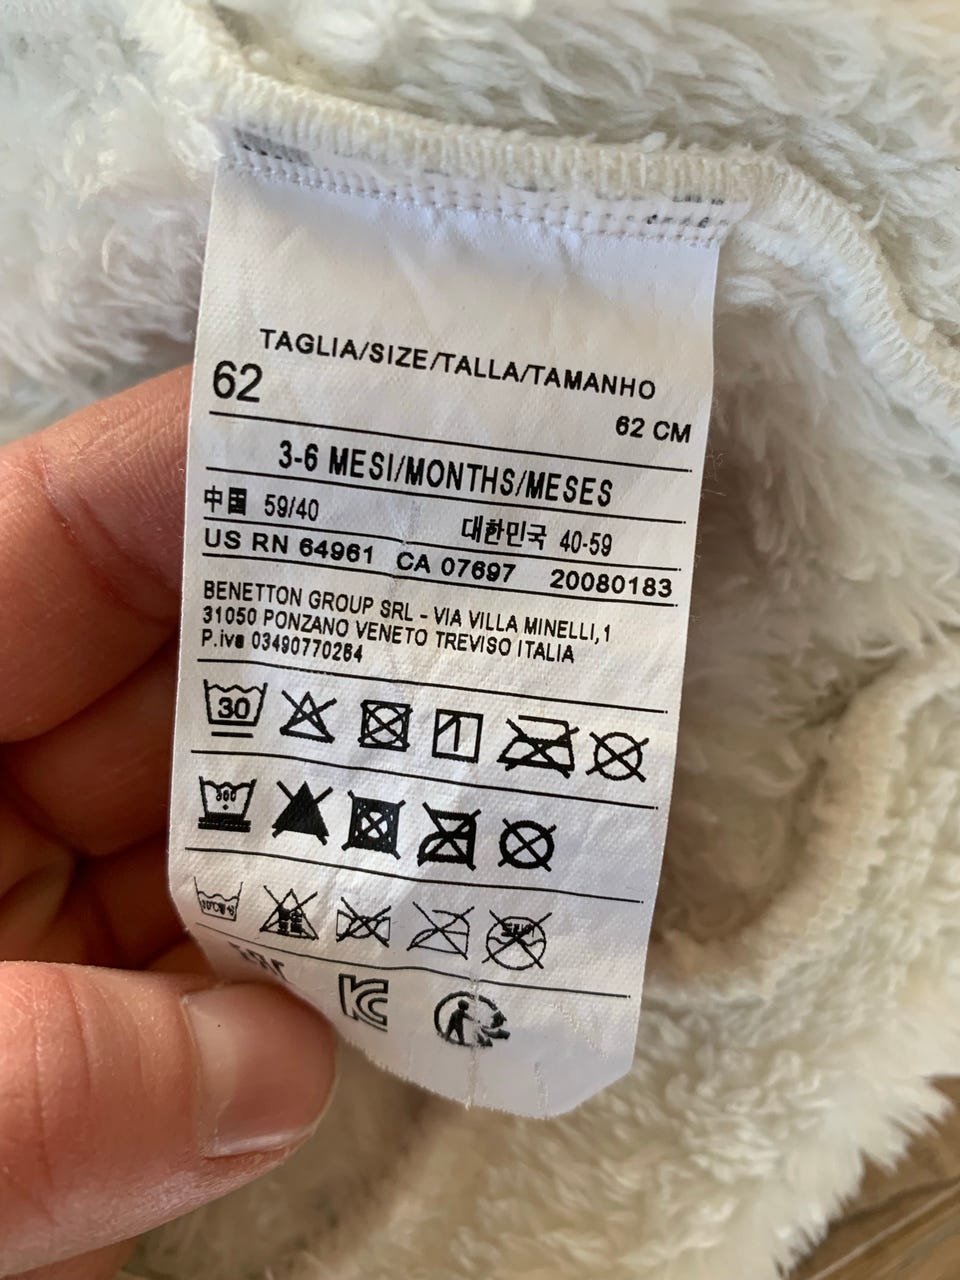 TAGLIA/SIZE/TALLA/TAMANHO
62
62 CM
3-6 MESI/MONTHS/MESES
中国 59/40 대한민국 40-59
US RN 64961 CA 07697 20080183
BENETTON GROUP SRL - VIA VILLA MINELLI,1
31050 PONZANO VENETO TREVISO ITALIA
P.iva 03490770264
30